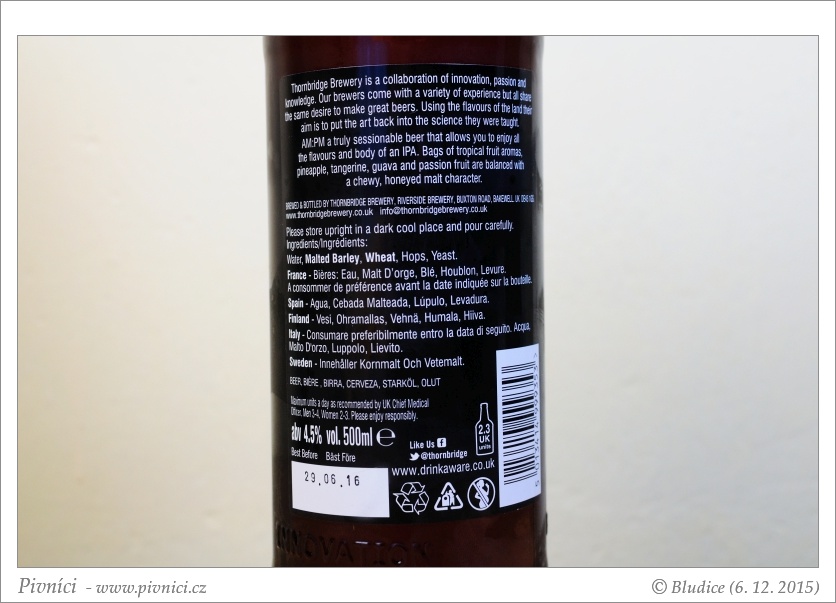 Thornbridge Brewery is a collaboration of innovation, passion and
knowledge. Our brewers come with a variety of experience but all share
the same desire to make great beers. Using the flavours of the land their
aim is to put the art back into the science they were taught.
AM:PM a truly sessionable beer that allows you to enjoy all
the flavours and body of an IPA. Bags of tropical fruit aromas,
pineapple, tangerine, guava and passion fruit are balanced with
a chewy, honeyed malt character.
BREWED & BOTTLED BY THORNBRIDGE BREWERY, RIVERSIDE BREWERY, BUXTON ROAD, BAKEWELL. UK
www.thornbridgebrewery.co.uk info@thornbridgebrewery.co.uk
Please store upright in a dark cool place and pour carefully.
Ingredients/Ingrédients:
Water, Malted Barley, Wheat, Hops, Yeast.
France - Bières: Eau, Malt D'orge, Blé, Houblon, Levure.
A consommer de préférence avant la date indiquée sur la bouteille.
Spain - Agua, Cebada Malteada, Lúpulo, Levadura.
Finland - Vesi, Ohramallas, Vehnä, Humala, Hiiva.
Italy - Consumare preferibilmente entro la data di seguito. Acqua,
Malto D'orzo, Luppolo, Lievito.
Sweden - Innehåller Kornmalt Och Vetemalt.
BEER, BIÈRE , BIRRA, CERVEZA, STARKÖL, OLUT
Maximum units a day as recommended by UK Chief Medical
Officer. Men 3-4, Women 2-3. Please enjoy responsibly.
abv 4.5% vol. 500ml e
Best Before Bäst Före
29.06.16
Like Us f
@thornbridge
www.drinkaware.co.uk
2.3
UK
units
INNOVATION
Pivníci - www.pivnici.cz
© Bludice (6. 12. 2015)